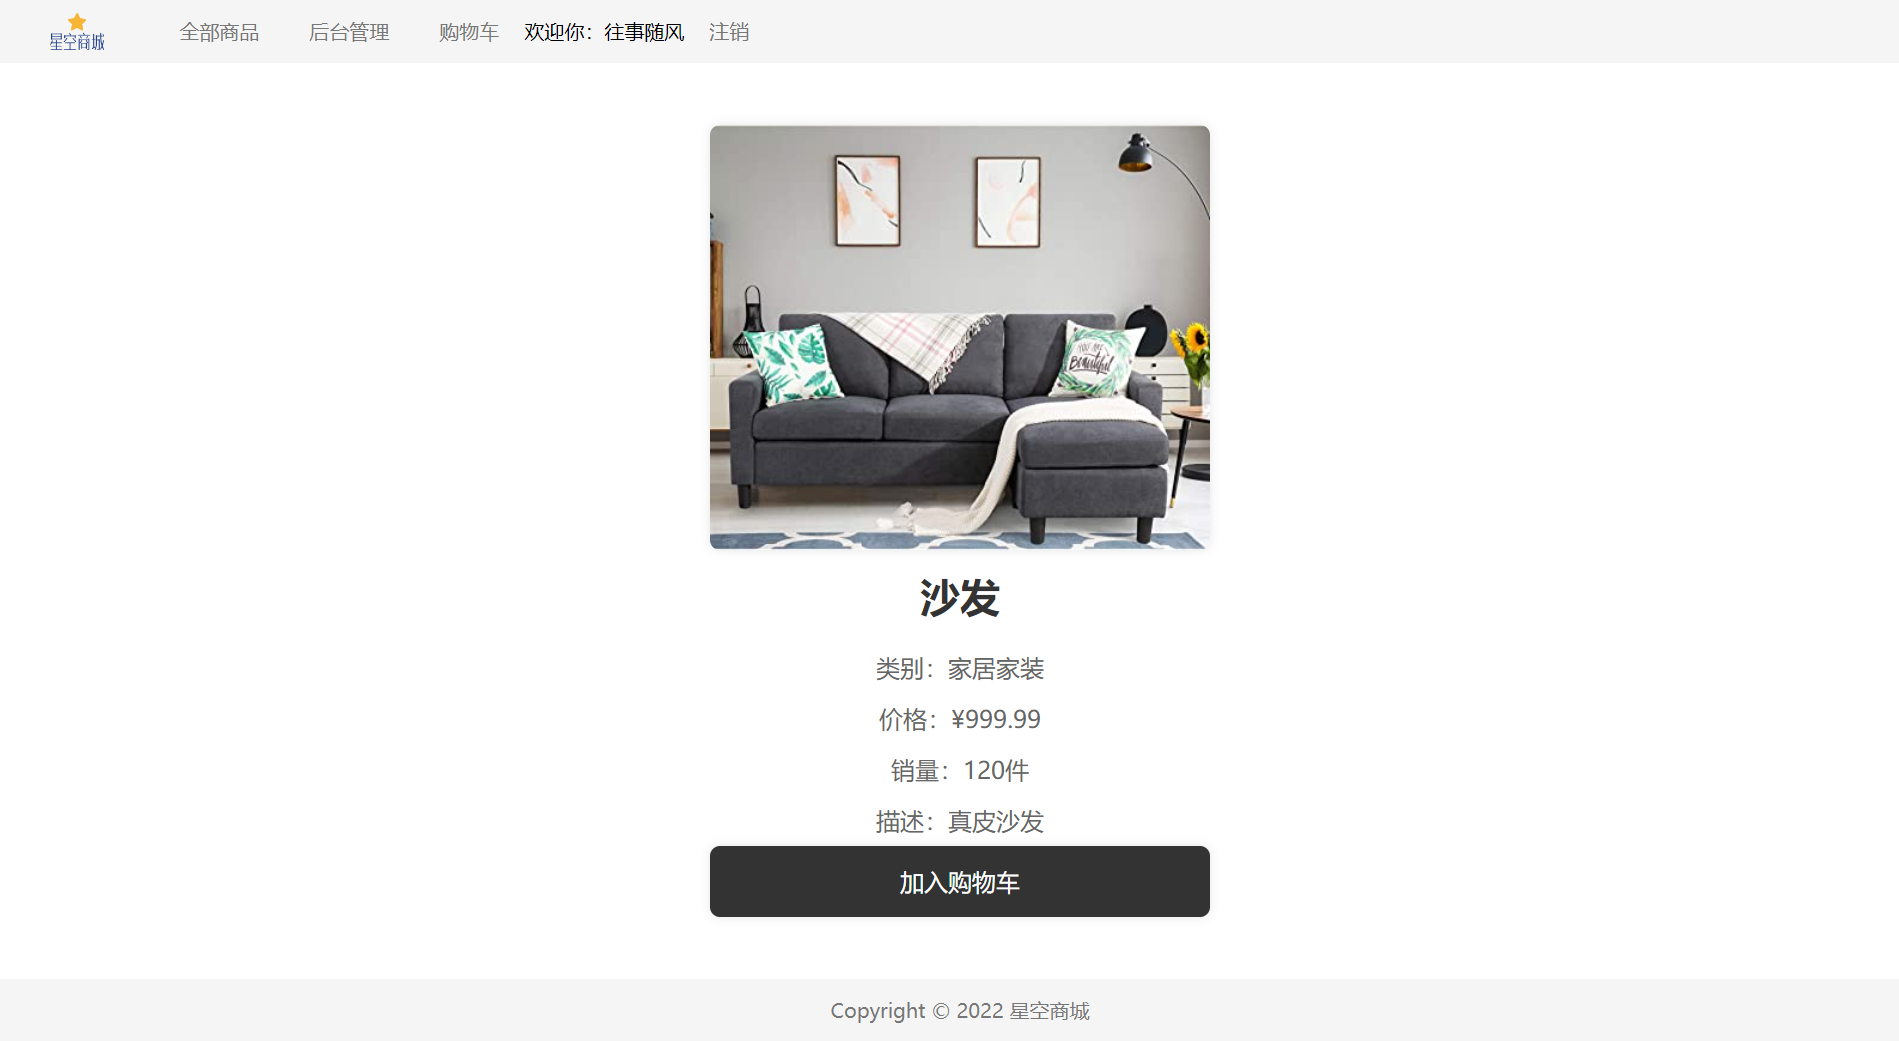 星空商城
全部商品 后台管理 购物车 欢迎你：往事随风 注销
YOU ARE
Beautiful
沙发
类别：家居家装
价格：¥999.99
销量：120件
描述：真皮沙发
加入购物车
Copyright © 2022 星空商城